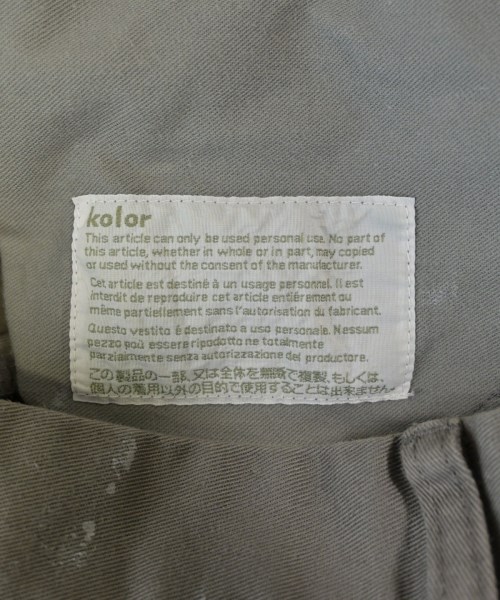 kolor
This article can only be used personal use. No part of
this article, whether in whole or in part, may copied
or used without the consent of the manufacturer.
Cet article est destiné à un usage personnel. Il est
interdit de reproduire cet article entiérement ou
même partiellement sans l'autorisation du fabricant.
Questo vestito é destinato a uso personale. Nessum
pezzo puó essere ripodotto ne totalmente
parzialmente senza autorizzazione del produttore.
この製品の一部、又は全体を無断で複製、もしくは、
個人の着用以外の目的で使用することは出来ません。